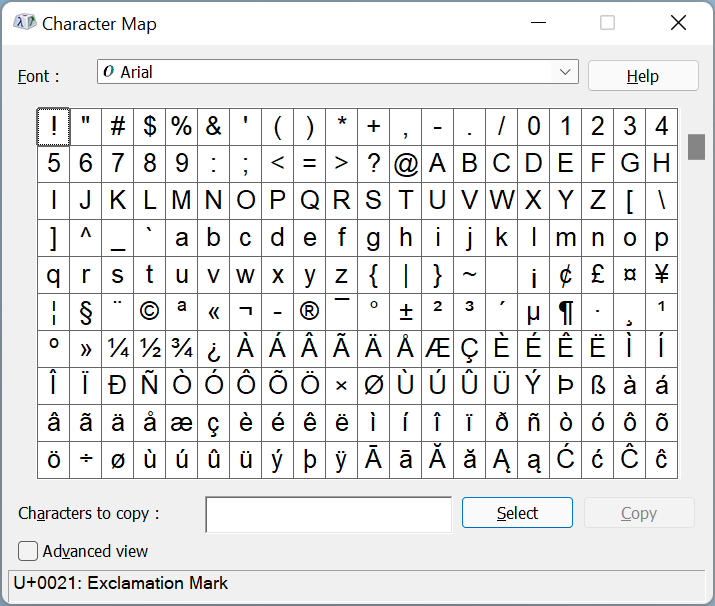 Character Map
Font : Arial Help
! " # $ % & ' ( ) * + , - . / 0 1 2 3 4
5 6 7 8 9 : ; < = > ? @ A B C D E F G H
I J K L M N O P Q R S T U V W X Y Z [ \
] ^ _ ` a b c d e f g h i j k l m n o p
q r s t u v w x y z { | } ~ ¡ ¢ £ ¤ ¥
¦ § ¨ © ª « ¬ - ® ¯ ° ± ² ³ ´ µ ¶ · ¸ ¹
º » ¼ ½ ¾ ¿ À Á Â Ã Ä Å Æ Ç È É Ê Ë Ì Í
Î Ï Ð Ñ Ò Ó Ô Õ Ö × Ø Ù Ú Û Ü Ý Þ ß à á
â ã ä å æ ç è é ê ë ì í î ï ð ñ ò ó ô õ
ö ÷ ø ù ú û ü ý þ ÿ Ā ā Ă ă Ą ą Ć ć Ĉ ĉ
Characters to copy : Select Copy
Advanced view
U+0021: Exclamation Mark